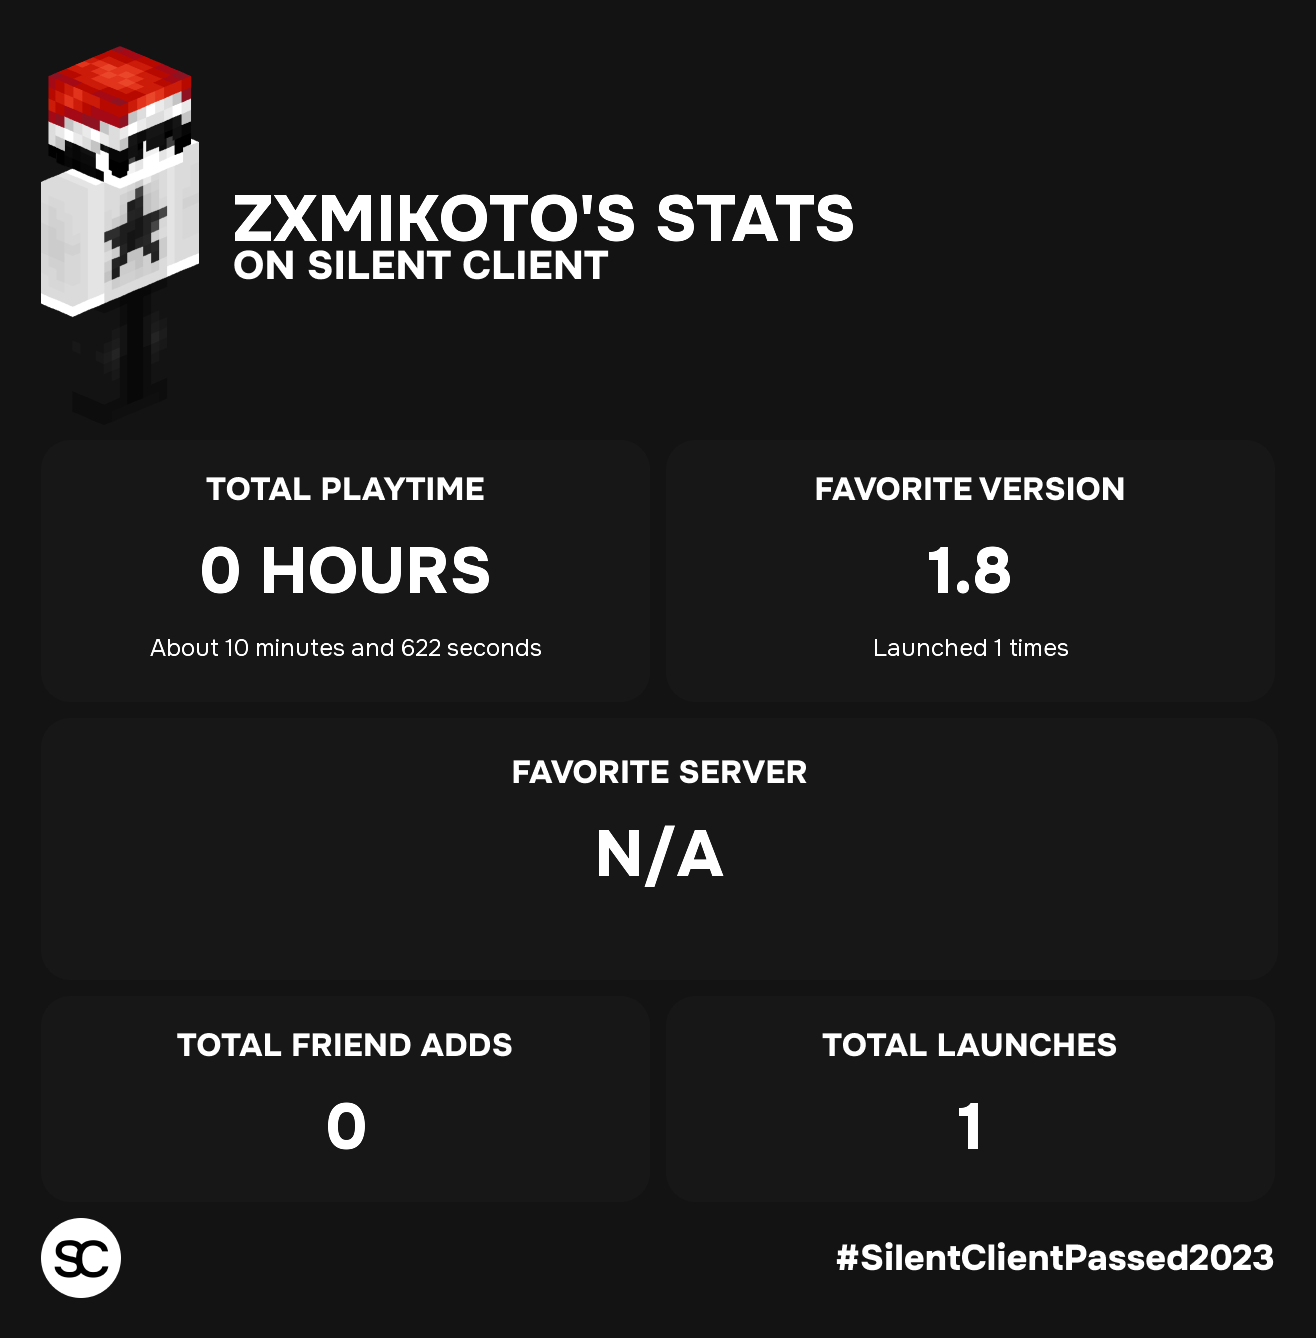 ZXMIKOTO'S STATS
ON SILENT CLIENT
TOTAL PLAYTIME
0 HOURS
About 10 minutes and 622 seconds
FAVORITE VERSION
1.8
Launched 1 times
FAVORITE SERVER
N/A
TOTAL FRIEND ADDS
0
TOTAL LAUNCHES
1
SC
#SilentClientPassed2023